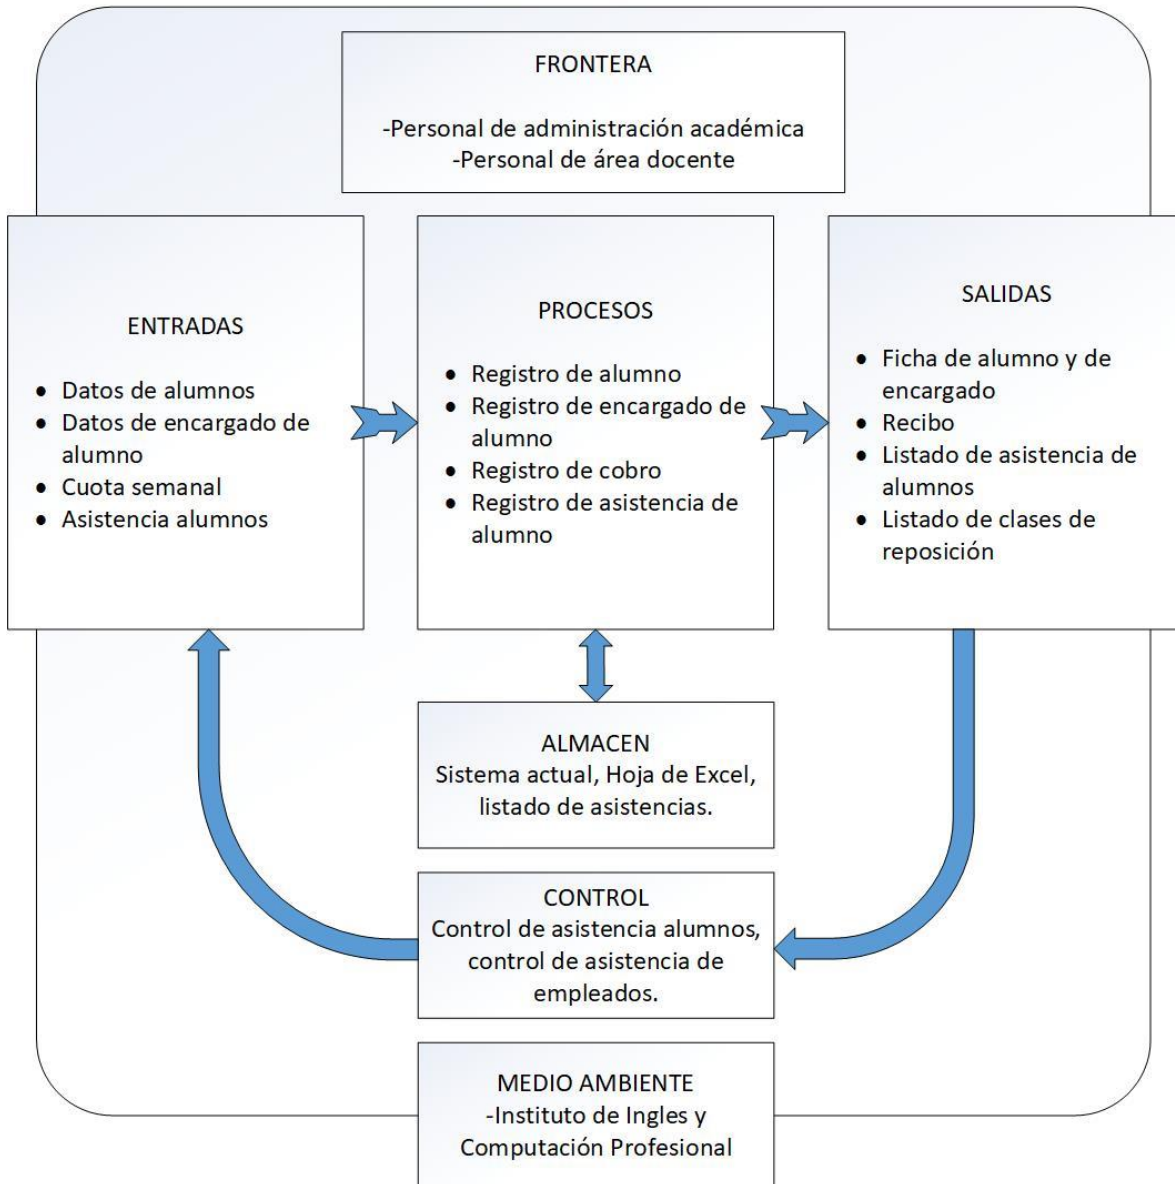 FRONTERA
-Personal de administración académica
-Personal de área docente
ENTRADAS
● Datos de alumnos
● Datos de encargado de
alumno
● Cuota semanal
● Asistencia alumnos
PROCESOS
● Registro de alumno
● Registro de encargado de
alumno
● Registro de cobro
● Registro de asistencia de
alumno
SALIDAS
● Ficha de alumno y de
encargado
● Recibo
● Listado de asistencia de
alumnos
● Listado de clases de
reposición
ALMACEN
Sistema actual, Hoja de Excel,
listado de asistencias.
CONTROL
Control de asistencia alumnos,
control de asistencia de
empleados.
MEDIO AMBIENTE
-Instituto de Ingles y
Computación Profesional